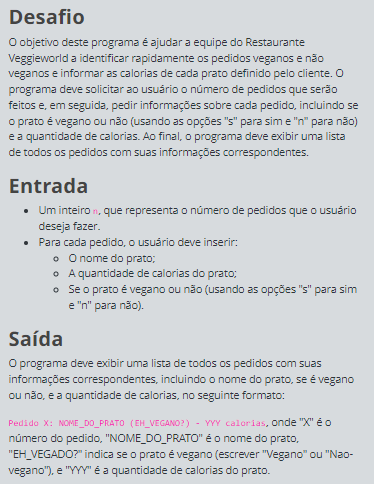 Desafio
O objetivo deste programa é ajudar a equipe do Restaurante
Veggieworld a identificar rapidamente os pedidos veganos e não
veganos e informar as calorias de cada prato definido pelo cliente. O
programa deve solicitar ao usuário o número de pedidos que serão
feitos e, em seguida, pedir informações sobre cada pedido, incluindo se
o prato é vegano ou não (usando as opções "s" para sim e "n" para não)
e a quantidade de calorias. Ao final, o programa deve exibir uma lista
de todos os pedidos com suas informações correspondentes.
Entrada
• Um inteiro n, que representa o número de pedidos que o usuário
deseja fazer.
• Para cada pedido, o usuário deve inserir:
○ O nome do prato;
○ A quantidade de calorias do prato;
○ Se o prato é vegano ou não (usando as opções "s" para sim
e "n" para não).
Saída
O programa deve exibir uma lista de todos os pedidos com suas
informações correspondentes, incluindo o nome do prato, se é vegano
ou não, e a quantidade de calorias, no seguinte formato:
Pedido X: NOME_DO_PRATO (EH_VEGANO?) - YYY calorias, onde "X" é o
número do pedido, "NOME_DO_PRATO" é o nome do prato,
"EH_VEGADO?" indica se o prato é vegano (escrever "Vegano" ou "Nao-
vegano"), e "YYY" é a quantidade de calorias do prato.